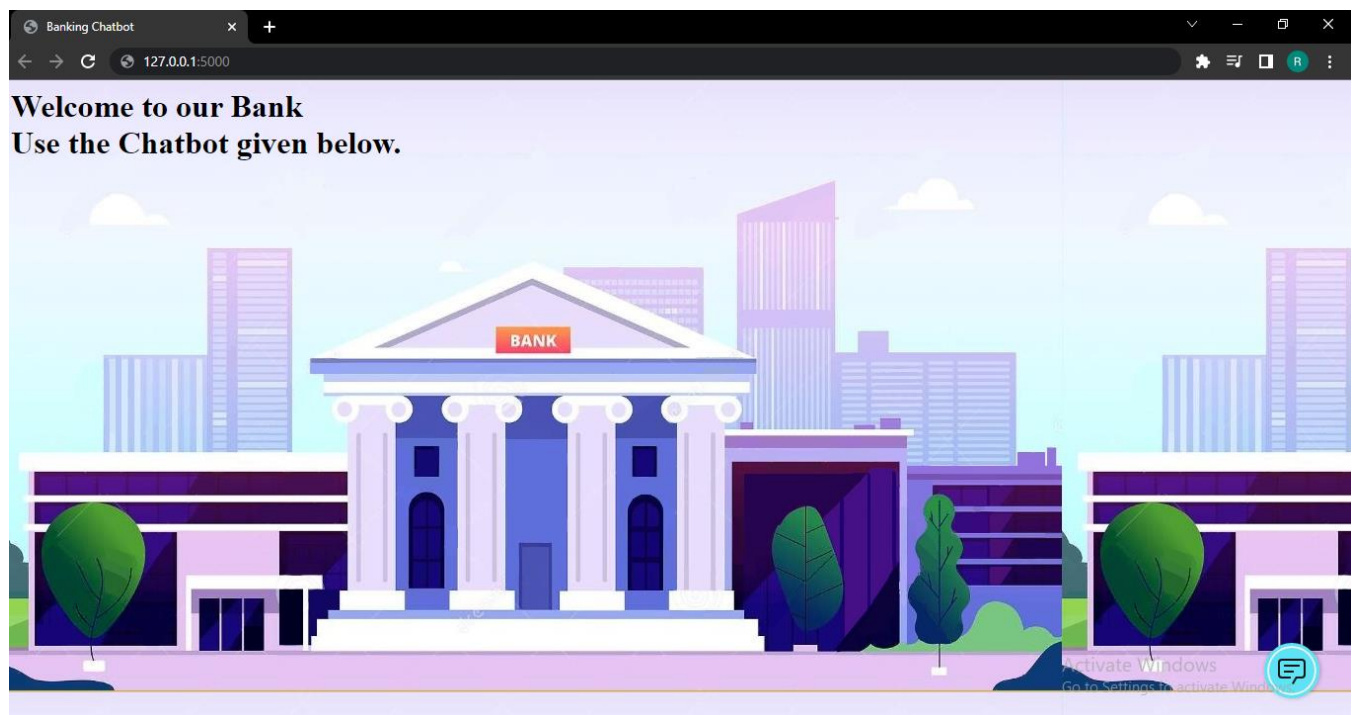 Banking Chatbot
127.0.0.1:5000
R
Welcome to our Bank
Use the Chatbot given below.
BANK
Activate Windows
Go to Settings to activate Windows.